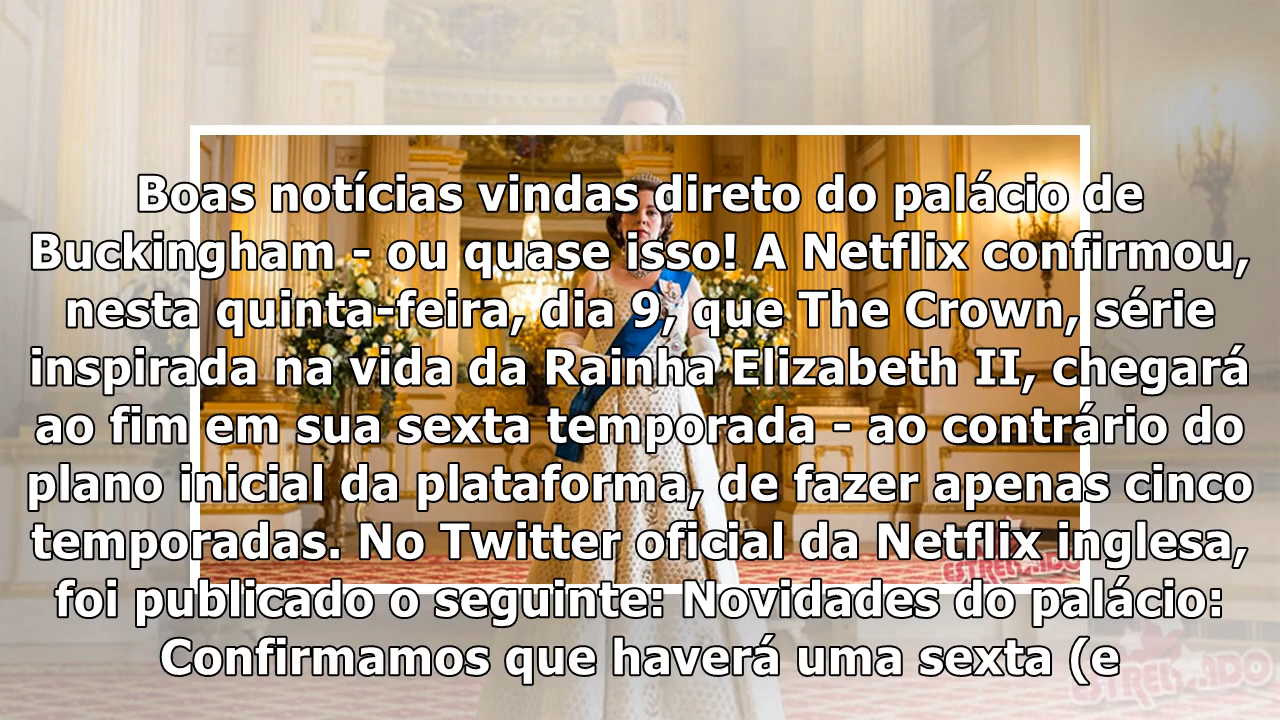 Boas notícias vindas direto do palácio de
Buckingham - ou quase isso! A Netflix confirmou,
nesta quinta-feira, dia 9, que The Crown, série
inspirada na vida da Rainha Elizabeth II, chegará
ao fim em sua sexta temporada - ao contrário do
plano inicial da plataforma, de fazer apenas cinco
temporadas. No Twitter oficial da Netflix inglesa,
foi publicado o seguinte: Novidades do palácio:
Confirmamos que haverá uma sexta (e
ESTRELANDO